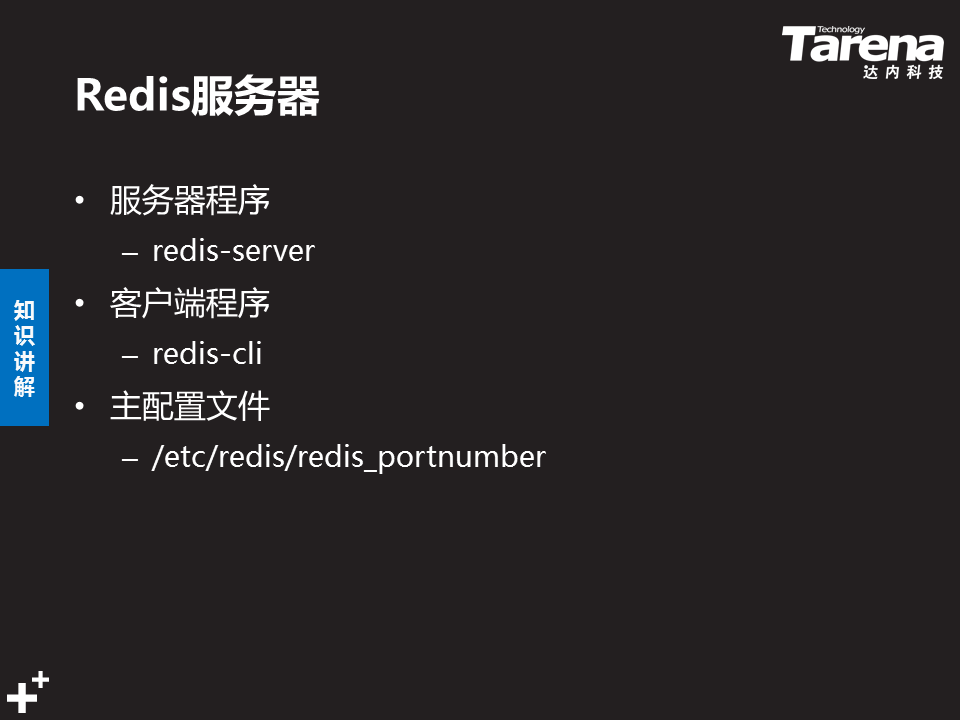 Technology
Tarena
达内科技
Redis服务器
• 服务器程序
– redis-server
• 客户端程序
– redis-cli
• 主配置文件
– /etc/redis/redis_portnumber
知识讲解